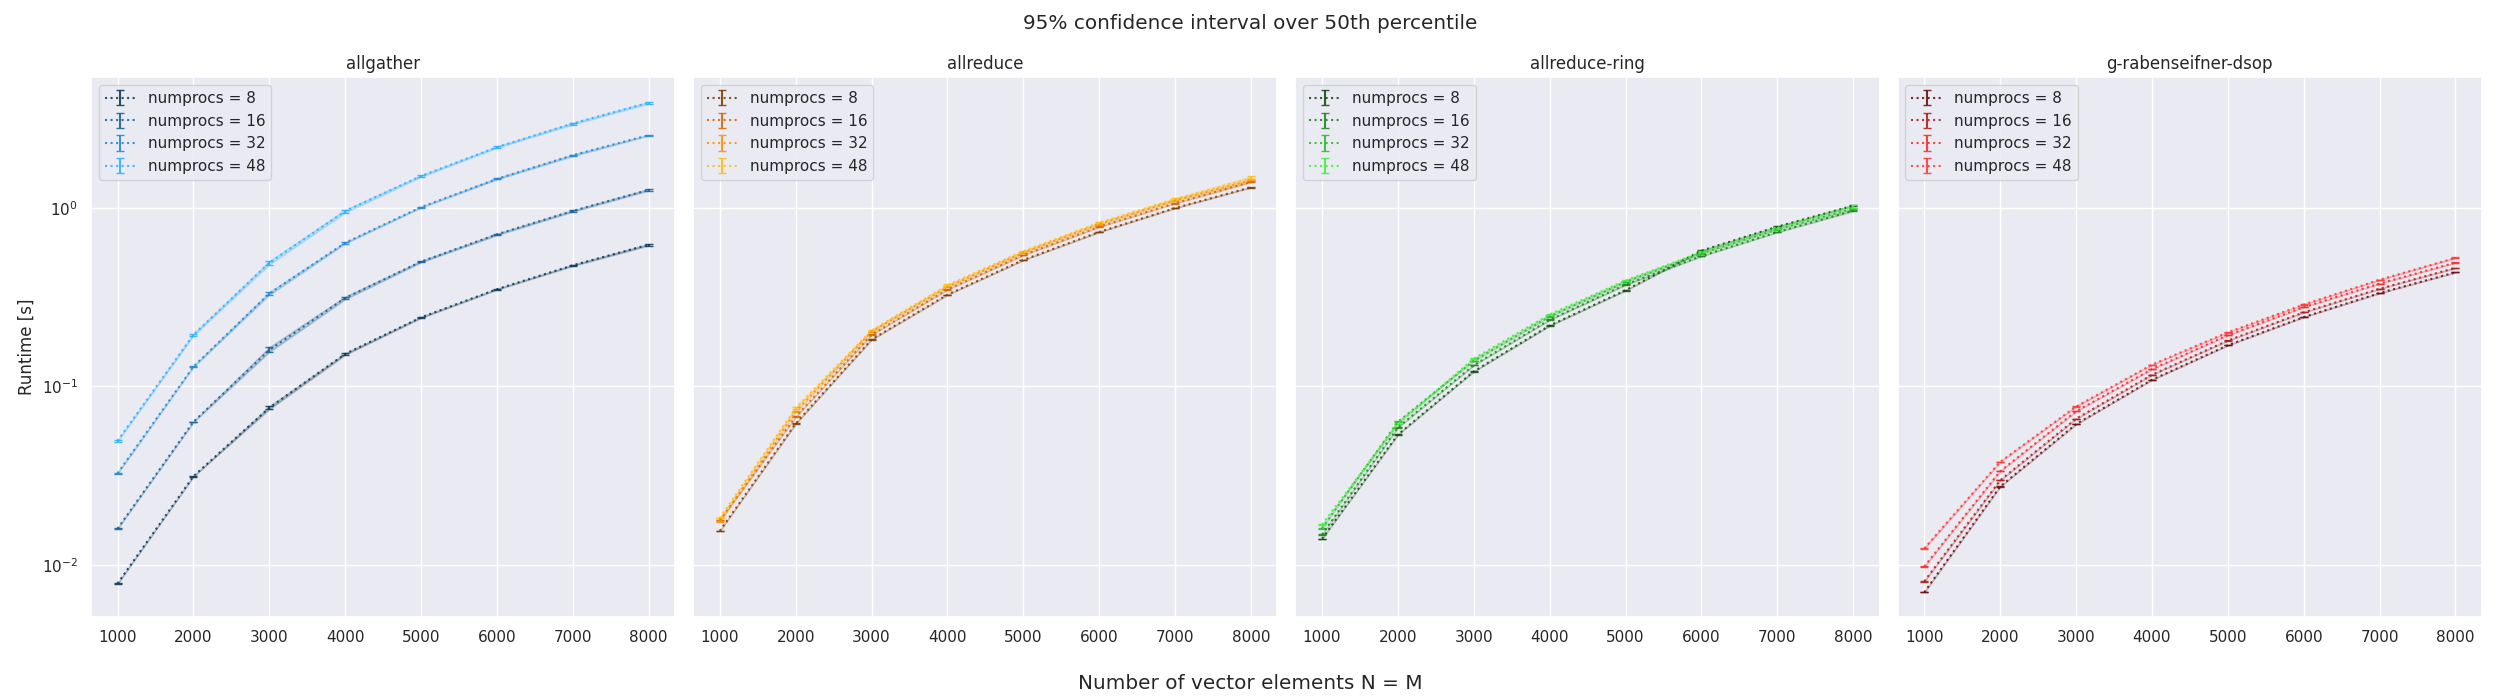 95% confidence interval over 50th percentile
allgather
numprocs = 8
numprocs = 16
numprocs = 32
numprocs = 48
allreduce
numprocs = 8
numprocs = 16
numprocs = 32
numprocs = 48
allreduce-ring
numprocs = 8
numprocs = 16
numprocs = 32
numprocs = 48
g-rabenseifner-dsop
numprocs = 8
numprocs = 16
numprocs = 32
numprocs = 48
Runtime [s]
10⁰
10⁻¹
10⁻²
1000 2000 3000 4000 5000 6000 7000 8000
1000 2000 3000 4000 5000 6000 7000 8000
1000 2000 3000 4000 5000 6000 7000 8000
1000 2000 3000 4000 5000 6000 7000 8000
Number of vector elements N = M